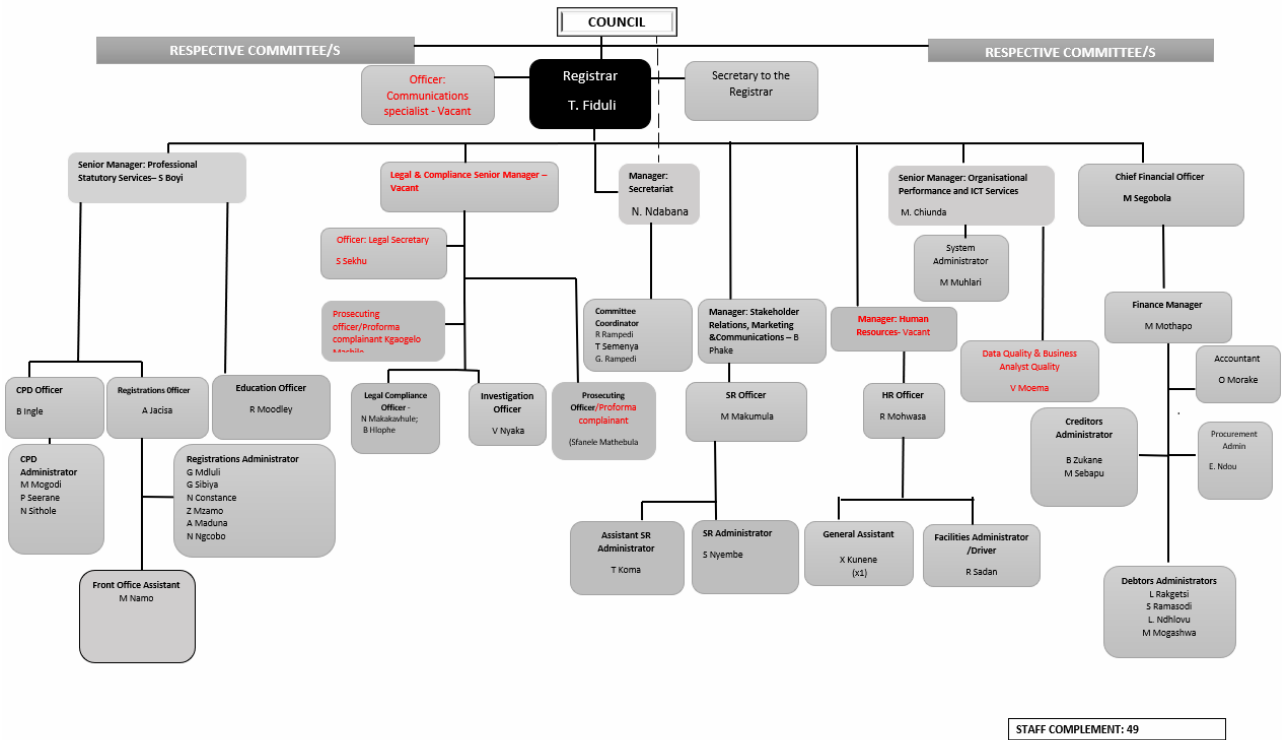 COUNCIL
RESPECTIVE COMMITTEE/S
RESPECTIVE COMMITTEE/S
Officer:
Communications
specialist - Vacant
Registrar
T. Fiduli
Secretary to the
Registrar
Senior Manager: Professional
Statutory Services– S Boyi
Legal & Compliance Senior Manager –
Vacant
Manager:
Secretariat
N. Ndabana
Senior Manager: Organisational
Performance and ICT Services
M. Chiunda
Chief Financial Officer
M Segobola
Officer: Legal Secretary
S Sekhu
System
Administrator
M Muhlari
Prosecuting
officer/Proforma
complainant Kgaogelo
Committee
Coordinator
R Rampedi
T Semenya
G. Rampedi
Manager: Stakeholder
Relations, Marketing
&Communications – B
Phake
Manager: Human
Resources- Vacant
Finance Manager
M Mothapo
Data Quality & Business
Analyst Quality
V Moema
Accountant
O Morake
CPD Officer
B Ingle
Registrations Officer
A Jacisa
Education Officer
R Moodley
Legal Compliance
Officer -
N Makakavhule;
B Hlophe
Investigation
Officer
V Nyaka
Prosecuting
Officer/Proforma
complainant
(Sfanele Mathebula
SR Officer
M Makumula
HR Officer
R Mohwasa
Creditors
Administrator
B Zukane
M Sebapu
Procurement
Admin
E. Ndou
CPD
Administrator
M Mogodi
P Seerane
N Sithole
Registrations Administrator
G Mdluli
G Sibiya
N Constance
Z Mzamo
A Maduna
N Ngcobo
Assistant SR
Administrator
T Koma
SR Administrator
S Nyembe
General Assistant
X Kunene
(x1)
Facilities Administrator
/Driver
R Sadan
Front Office Assistant
M Namo
Debtors Administrators
L Rakgetsi
S Ramasodi
L. Ndhlovu
M Mogashwa
STAFF COMPLEMENT: 49